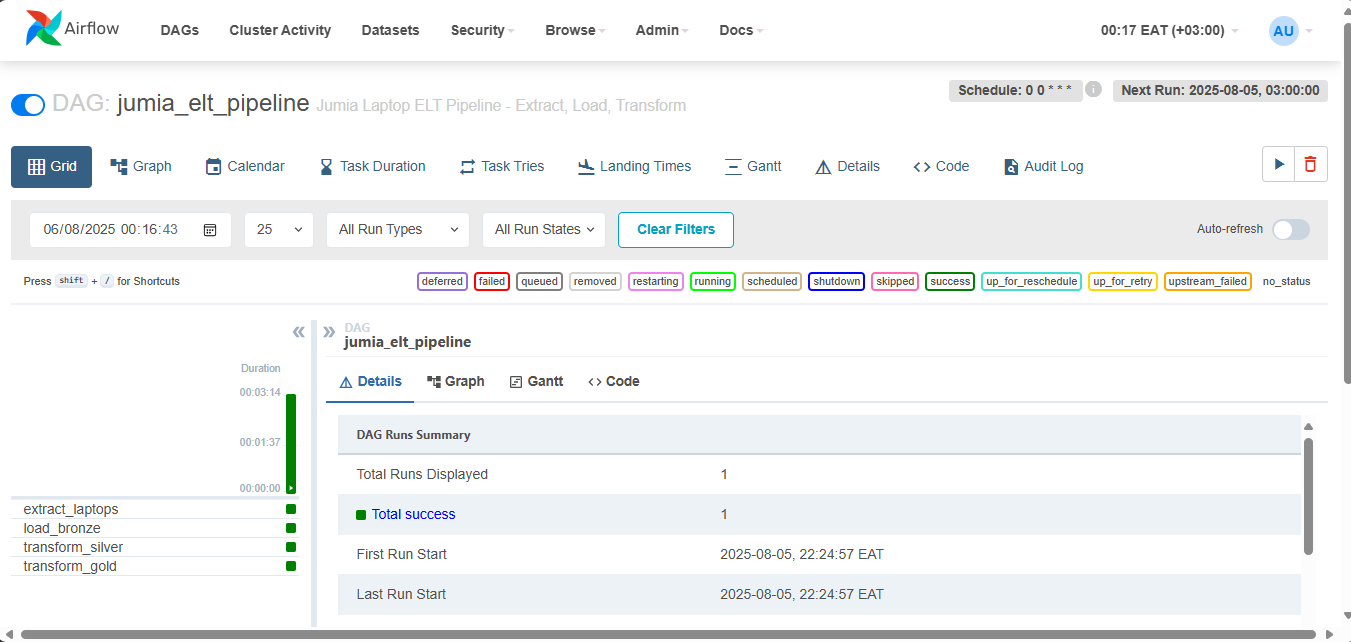 Airflow DAGs Cluster Activity Datasets Security Browse Admin Docs 00:17 EAT (+03:00) AU
DAG: jumia_elt_pipeline Jumia Laptop ELT Pipeline - Extract, Load, Transform Schedule: 0 0 * * * i Next Run: 2025-08-05, 03:00:00
Grid Graph Calendar Task Duration Task Tries Landing Times Gantt Details Code Audit Log
06/08/2025 00:16:43 25 All Run Types All Run States Clear Filters Auto-refresh
Press shift + / for Shortcuts deferred failed queued removed restarting running scheduled shutdown skipped success up_for_reschedule up_for_retry upstream_failed no_status
DAG
jumia_elt_pipeline
Details Graph Gantt Code
Duration
00:03:14
00:01:37
00:00:00
extract_laptops
load_bronze
transform_silver
transform_gold
DAG Runs Summary
Total Runs Displayed 1
Total success 1
First Run Start 2025-08-05, 22:24:57 EAT
Last Run Start 2025-08-05, 22:24:57 EAT